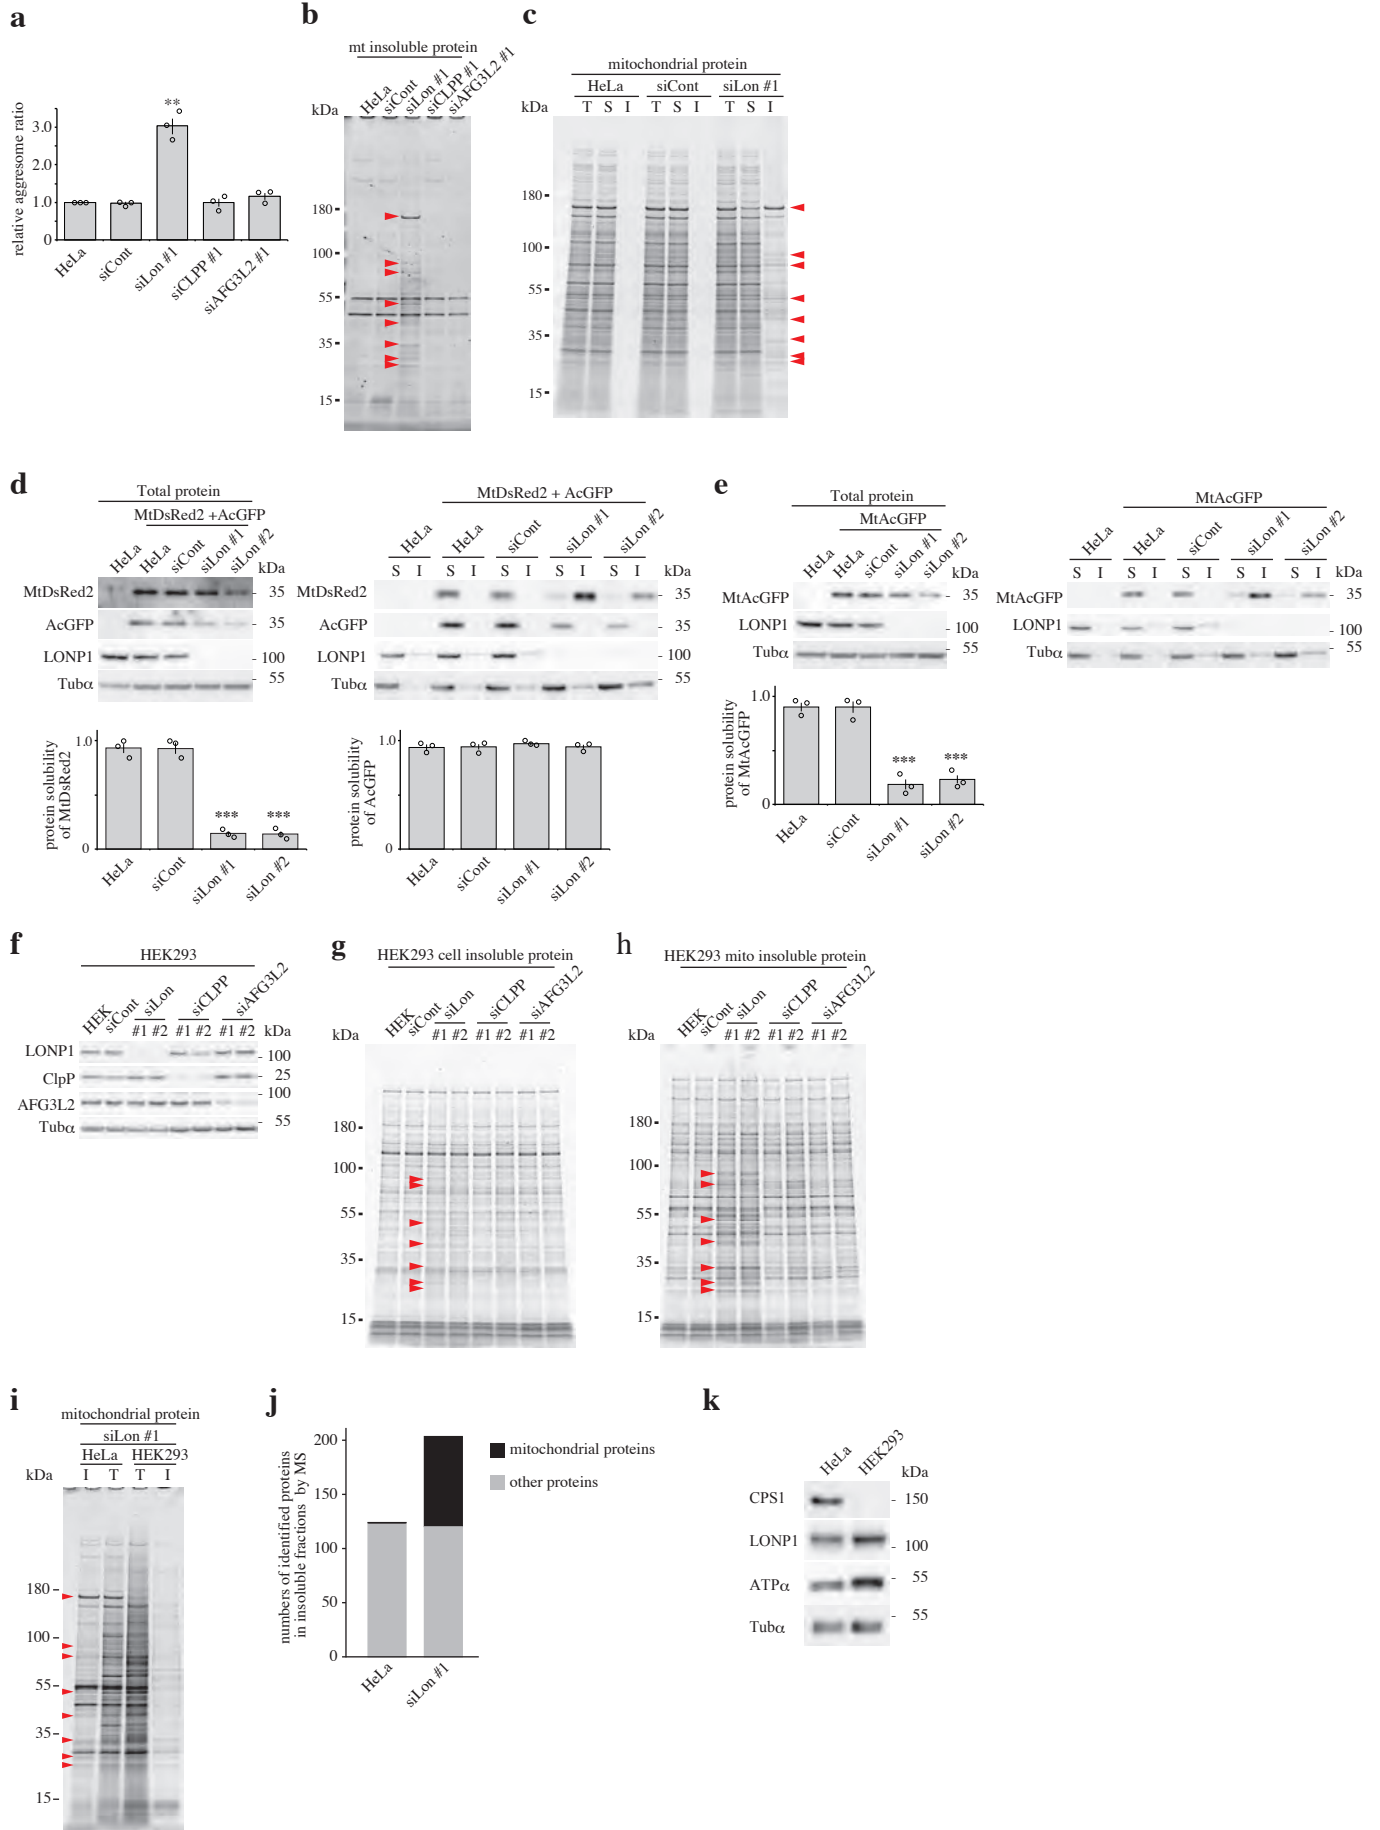 a
relative aggresome ratio
3.0
2.0
1.0
0
**
HeLa
siCont
siLon #1
siCLPP #1
siAFG3L2 #1
b
mt insoluble protein
HeLa
siCont
siLon #1
siCLPP #1
siAFG3L2 #1
kDa
180
100
55
35
15
c
mitochondrial protein
HeLa siCont siLon #1
kDa T S I T S I T S I
180
100
55
35
15
d
Total protein
MtDsRed2 +AcGFP
HeLa
HeLa
siCont
siLon #1
siLon #2
kDa
MtDsRed2 35
AcGFP 35
LONP1 100
Tubα 55
MtDsRed2 + AcGFP
HeLa
HeLa
siCont
siLon #1
siLon #2
S I S I S I S I S I kDa
MtDsRed2 35
AcGFP 35
LONP1 100
Tubα 55
protein solubility
of MtDsRed2
1.0
0
*** ***
HeLa
siCont
siLon #1
siLon #2
protein solubility
of AcGFP
1.0
0
HeLa
siCont
siLon #1
siLon #2
e
Total protein
MtAcGFP
HeLa
HeLa
siCont
siLon #1
siLon #2
kDa
MtAcGFP 35
LONP1 100
Tubα 55
MtAcGFP
HeLa
HeLa
siCont
siLon #1
siLon #2
S I S I S I S I S I kDa
MtAcGFP 35
LONP1 100
Tubα 55
protein solubility
of MtAcGFP
1.0
0
*** ***
HeLa
siCont
siLon #1
siLon #2
f
HEK293
HEK
siCont
siLon
siCLPP
siAFG3L2
#1 #2 #1 #2 #1 #2 kDa
LONP1 100
ClpP 25
AFG3L2 100
Tubα 55
g
HEK293 cell insoluble protein
HEK
siCont
siLon
siCLPP
siAFG3L2
kDa #1 #2 #1 #2 #1 #2
180
100
55
35
15
h
HEK293 mito insoluble protein
HEK
siCont
siLon
siCLPP
siAFG3L2
kDa #1 #2 #1 #2 #1 #2
180
100
55
35
15
i
mitochondrial protein
siLon #1
HeLa HEK293
kDa I T T I
180
100
55
35
15
j
numbers of identified proteins
in insoluble fractions by MS
200
150
100
50
0
HeLa
siLon #1
mitochondrial proteins
other proteins
k
HeLa
HEK293
kDa
CPS1 150
LONP1 100
ATPα 55
Tubα 55